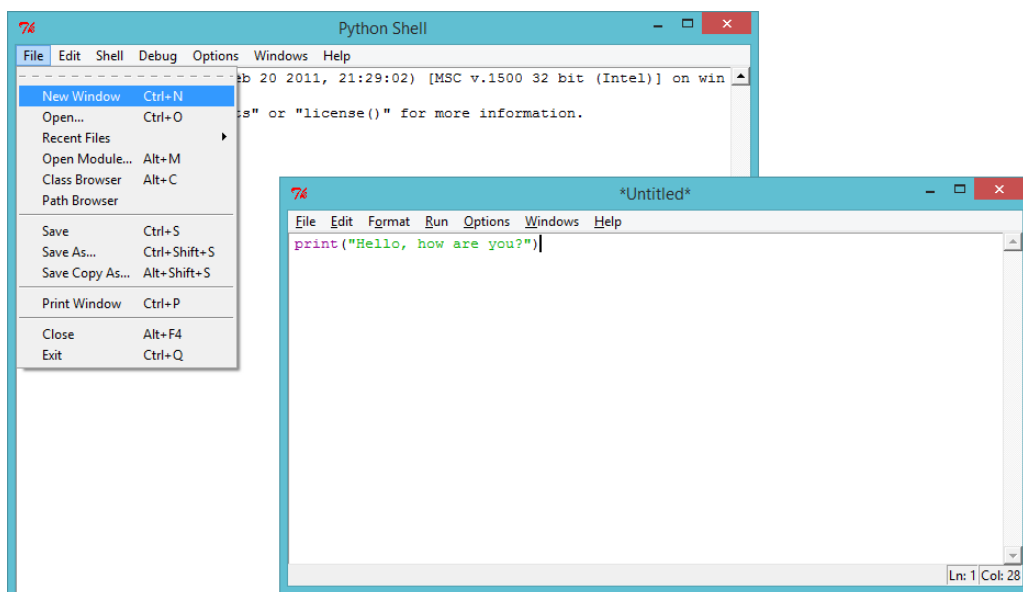 Python Shell
File Edit Shell Debug Options Windows Help
eb 20 2011, 21:29:02) [MSC v.1500 32 bit (Intel)] on win
s" or "license()" for more information.
New Window Ctrl+N
Open... Ctrl+O
Recent Files
Open Module... Alt+M
Class Browser Alt+C
Path Browser
Save Ctrl+S
Save As... Ctrl+Shift+S
Save Copy As... Alt+Shift+S
Print Window Ctrl+P
Close Alt+F4
Exit Ctrl+Q
*Untitled*
File Edit Format Run Options Windows Help
print("Hello, how are you?")
Ln: 1 Col: 28